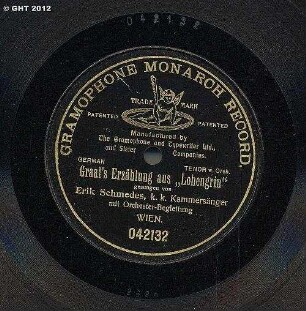 © GHT 2012
042132
GRAMOPHONE MONARCH RECORD.
TRADE MARK
PATENTED PATENTED
Manufactured by
The Gramophone and Typewriter Ltd.,
and Sister Companies.
GERMAN TENOR w. Orch.
Graal's Erzählung aus „Lohengrin“
gesungen von
Erik Schmedes, k. k. Kammersänger
mit Orchester-Begleitung
WIEN.
042132